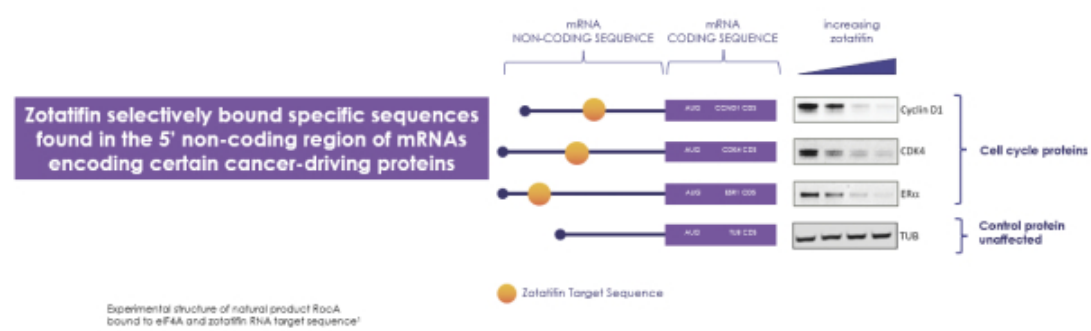 mRNA
NON-CODING SEQUENCE
mRNA
CODING SEQUENCE
increasing
zotatifin
Zotatifin selectively bound specific sequences
found in the 5' non-coding region of mRNAs
encoding certain cancer-driving proteins
AUG CCND1 CDS
Cyclin D1
AUG CDK4 CDS
CDK4
Cell cycle proteins
AUG ESR1 CDS
ERα
AUG TUB CDS
TUB
Control protein
unaffected
Zotatifin Target Sequence
Experimental structure of natural product RocA
bound to eIF4A and zotatifin RNA target sequence¹